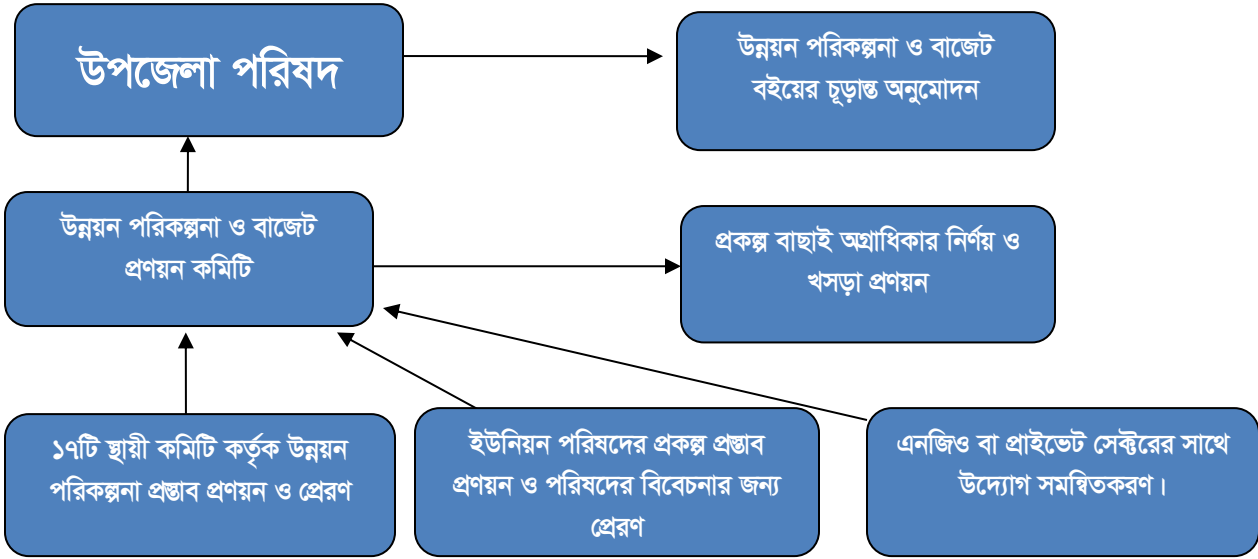 উপজেলা পরিষদ
উন্নয়ন পরিকল্পনা ও বাজেট
বইয়ের চূড়ান্ত অনুমোদন
উন্নয়ন পরিকল্পনা ও বাজেট
প্রণয়ন কমিটি
প্রকল্প বাছাই অগ্রাধিকার নির্ণয় ও
খসড়া প্রণয়ন
১৭টি স্থায়ী কমিটি কর্তৃক উন্নয়ন
পরিকল্পনা প্রস্তাব প্রণয়ন ও প্রেরণ
ইউনিয়ন পরিষদের প্রকল্প প্রস্তাব
প্রণয়ন ও পরিষদের বিবেচনার জন্য
প্রেরণ
এনজিও বা প্রাইভেট সেক্টরের সাথে
উদ্যোগ সমন্বিতকরণ।